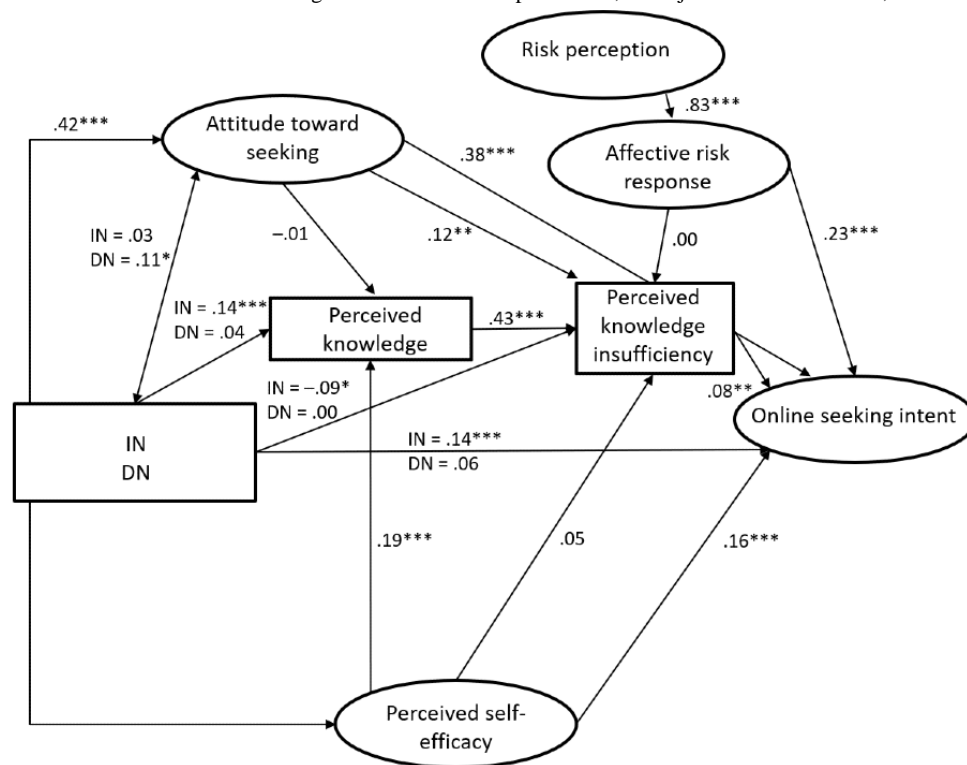 Risk perception
.83***
.42***
Attitude toward
seeking
.38***
Affective risk
response
IN = .03
DN = .11*
–.01
.12**
.00
.23***
IN = .14***
DN = .04
Perceived
knowledge
.43***
Perceived
knowledge
insufficiency
IN = –.09*
DN = .00
.08**
Online seeking intent
IN
DN
IN = .14***
DN = .06
.19***
.05
.16***
Perceived self-
efficacy